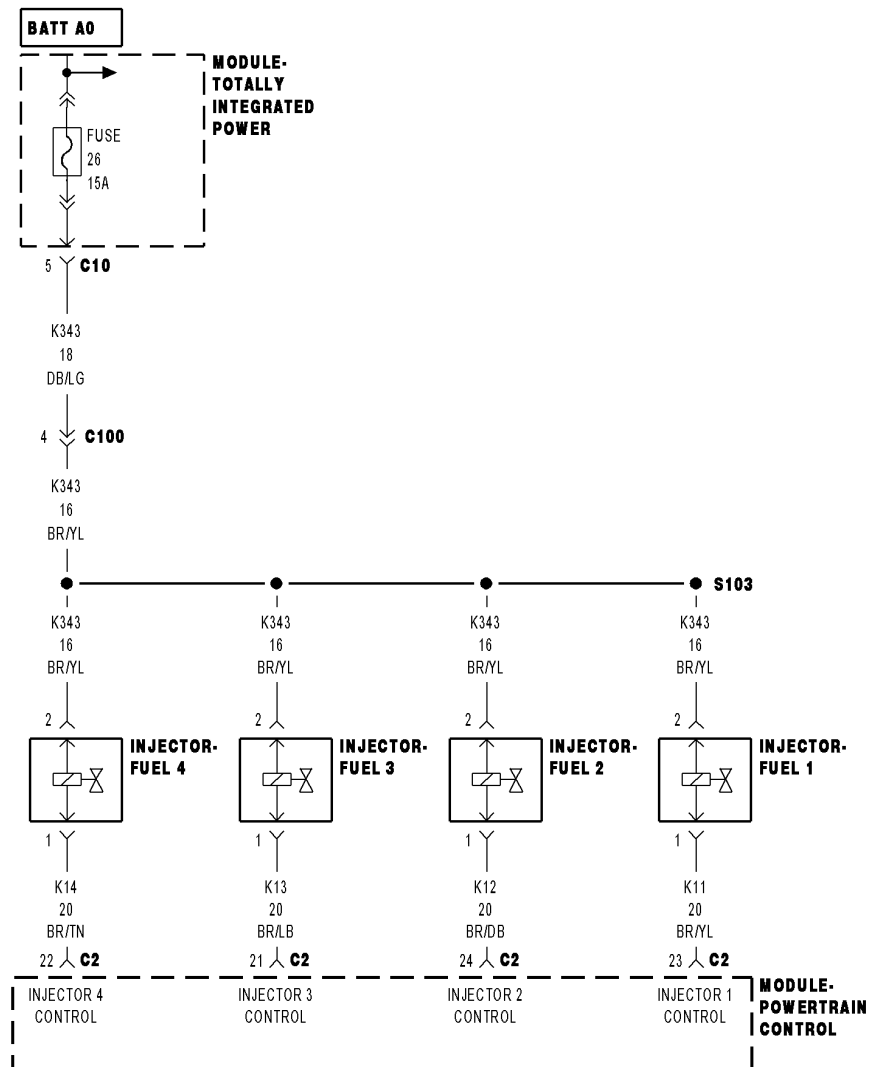 BATT A0
MODULE-
TOTALLY
INTEGRATED
POWER
FUSE
26
15A
5 C10
K343
18
DB/LG
4 C100
K343
16
BR/YL
S103
K343 K343 K343 K343
16 16 16 16
BR/YL BR/YL BR/YL BR/YL
2 2 2 2
INJECTOR- INJECTOR- INJECTOR- INJECTOR-
FUEL 4 FUEL 3 FUEL 2 FUEL 1
1 1 1 1
K14 K13 K12 K11
20 20 20 20
BR/TN BR/LB BR/DB BR/YL
22 C2 21 C2 24 C2 23 C2
INJECTOR 4 INJECTOR 3 INJECTOR 2 INJECTOR 1
CONTROL CONTROL CONTROL CONTROL
MODULE-
POWERTRAIN
CONTROL